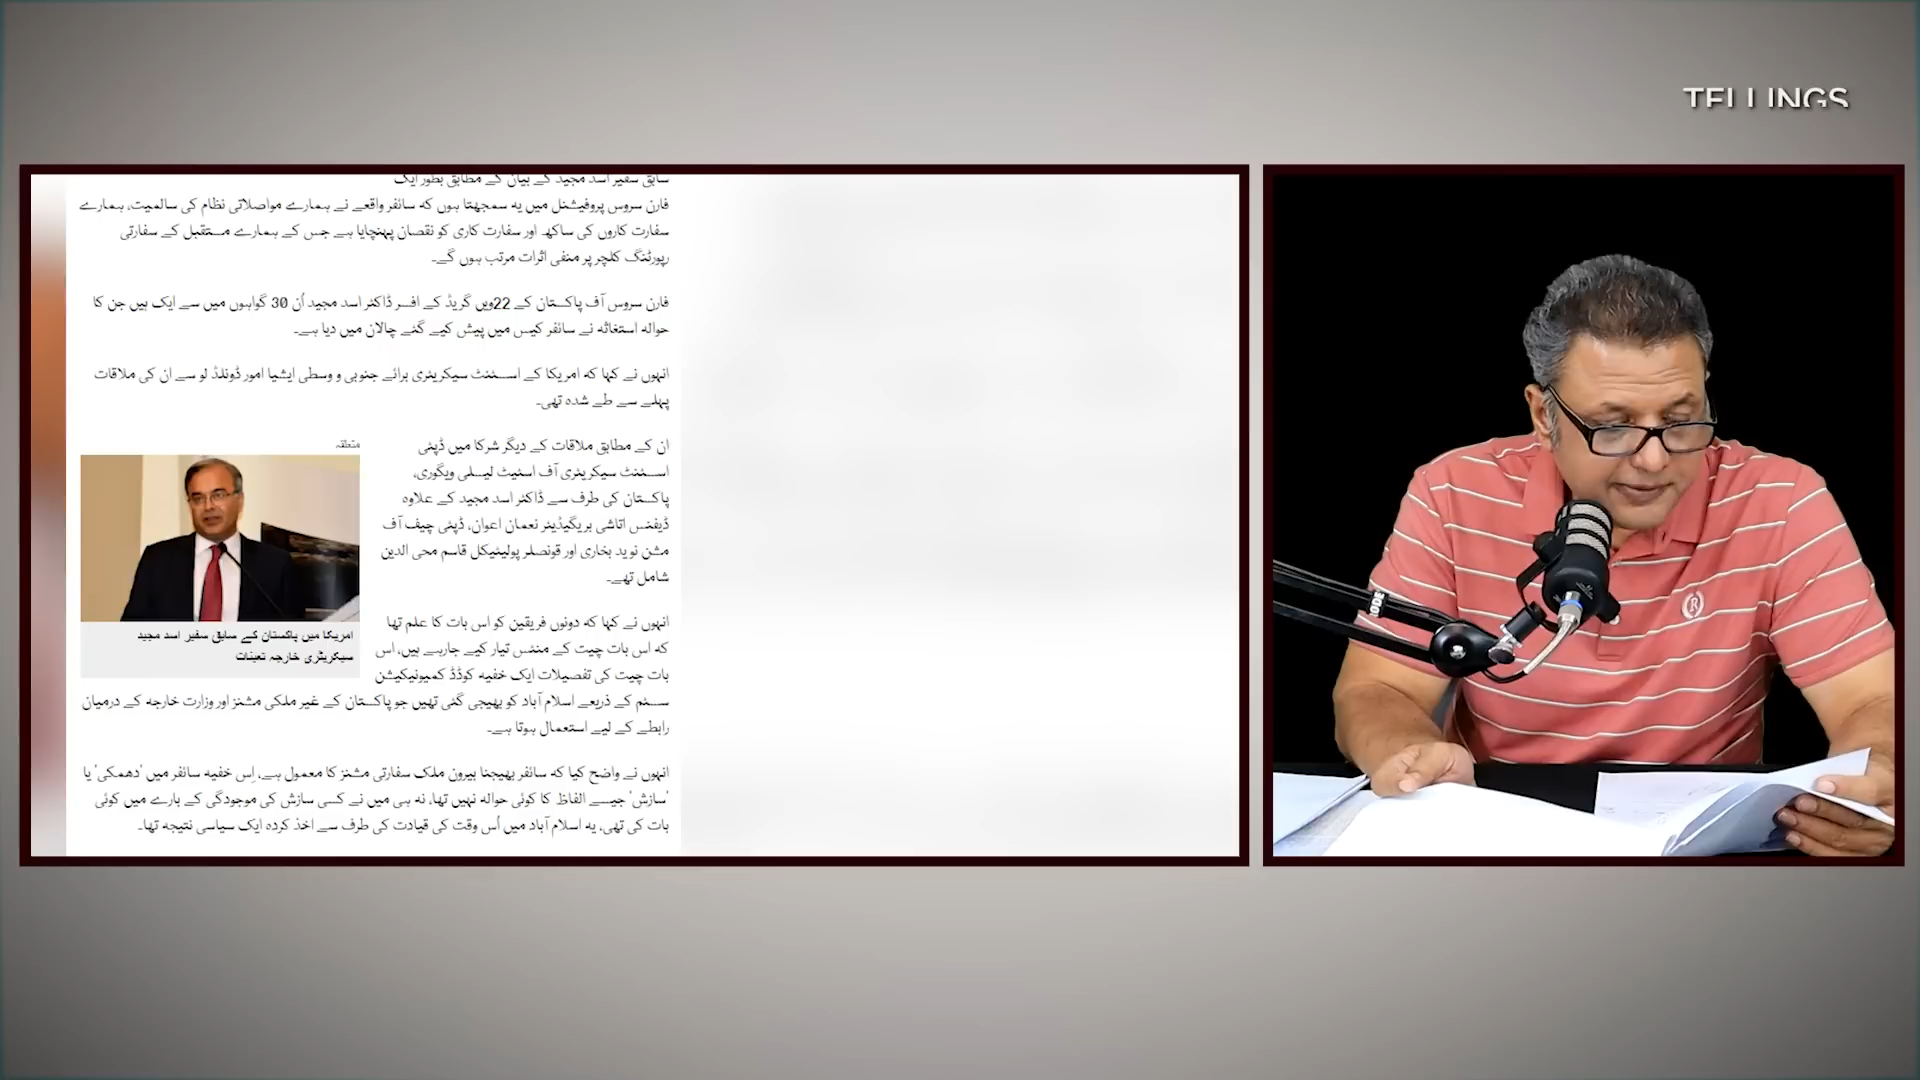 TELLINGS
سابق سفیر اسد مجید کے بیان کے مطابق بطور ایک
فارن سروس پروفیشنل میں یہ سمجھتا ہوں کہ سائفر واقعے نے ہمارے مواصلاتی نظام کی سالمیت، ہمارے
سفارت کاروں کی ساکھ اور سفارت کاری کو نقصان پہنچایا ہے جس کے ہمارے مستقبل کے سفارتی
رپورٹنگ کلچر پر منفی اثرات مرتب ہوں گے۔
فارن سروس آف پاکستان کے 22ویں گریڈ کے افسر ڈاکٹر اسد مجید اُن 30 گواہوں میں سے ایک ہیں جن کا
حوالہ استغاثہ نے سائفر کیس میں پیش کیے گئے چالان میں دیا ہے۔
انہوں نے کہا کہ امریکا کے اسسٹنٹ سیکریٹری برائے جنوبی و وسطی ایشیا امور ڈونلڈ لو سے ان کی ملاقات
پہلے سے طے شدہ تھی۔
ان کے مطابق ملاقات کے دیگر شرکا میں ڈپٹی
اسسٹنٹ سیکریٹری آف اسٹیٹ لیسلی ویگوری،
پاکستان کی طرف سے ڈاکٹر اسد مجید کے علاوہ
ڈیفنس اتاشی بریگیڈیئر نعمان اعوان، ڈپٹی چیف آف
مشن نوید بخاری اور قونصلر پولیٹیکل قاسم محی الدین
شامل تھے۔
متعلقہ
امریکا میں پاکستان کے سابق سفیر اسد مجید
سیکریٹری خارجہ تعینات
انہوں نے کہا کہ دونوں فریقین کو اس بات کا علم تھا
کہ اس بات چیت کے منٹس تیار کیے جارہے ہیں، اس
بات چیت کی تفصیلات ایک خفیہ کوڈڈ کمیونیکیشن
سسٹم کے ذریعے اسلام آباد کو بھیجی گئی تھیں جو پاکستان کے غیر ملکی مشنز اور وزارت خارجہ کے درمیان
رابطے کے لیے استعمال ہوتا ہے۔
انہوں نے واضح کیا کہ سائفر بھیجنا بیرون ملک سفارتی مشنز کا معمول ہے، اِس خفیہ سائفر میں 'دھمکی' یا
'سازش' جیسے الفاظ کا کوئی حوالہ نہیں تھا، نہ ہی میں نے کسی سازش کی موجودگی کے بارے میں کوئی
بات کی تھی، یہ اسلام آباد میں اُس وقت کی قیادت کی طرف سے اخذ کردہ ایک سیاسی نتیجہ تھا۔
RODE
R